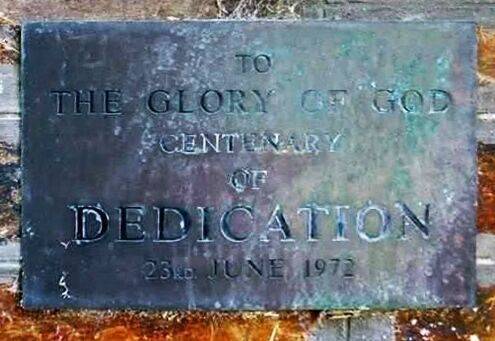 TO
THE GLORY OF GOD
CENTENARY
OF
DEDICATION
23RD. JUNE 1972